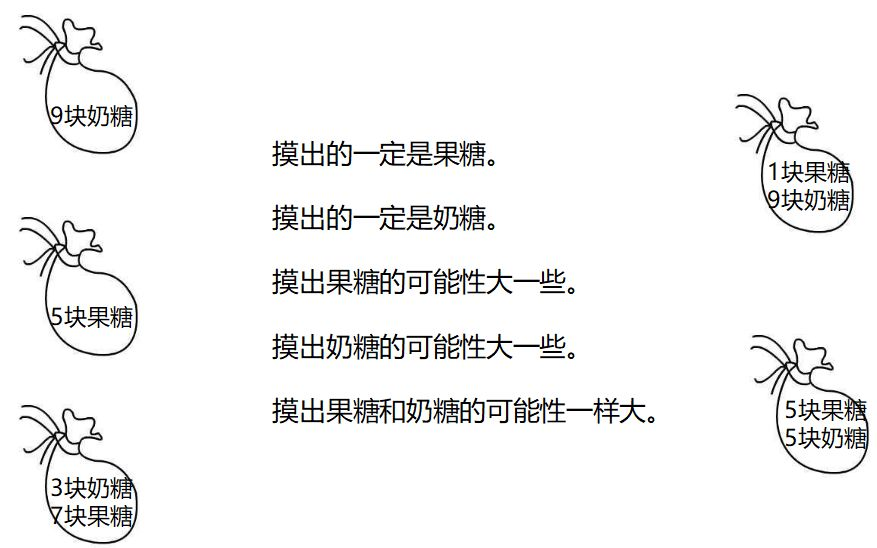 9块奶糖
5块果糖
3块奶糖
7块果糖
摸出的一定是果糖。
摸出的一定是奶糖。
摸出果糖的可能性大一些。
摸出奶糖的可能性大一些。
摸出果糖和奶糖的可能性一样大。
1块果糖
9块奶糖
5块果糖
5块奶糖